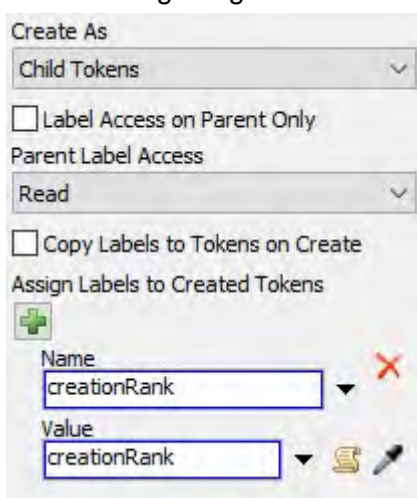 Create As
Child Tokens
Label Access on Parent Only
Parent Label Access
Read
Copy Labels to Tokens on Create
Assign Labels to Created Tokens
Name
creationRank
Value
creationRank